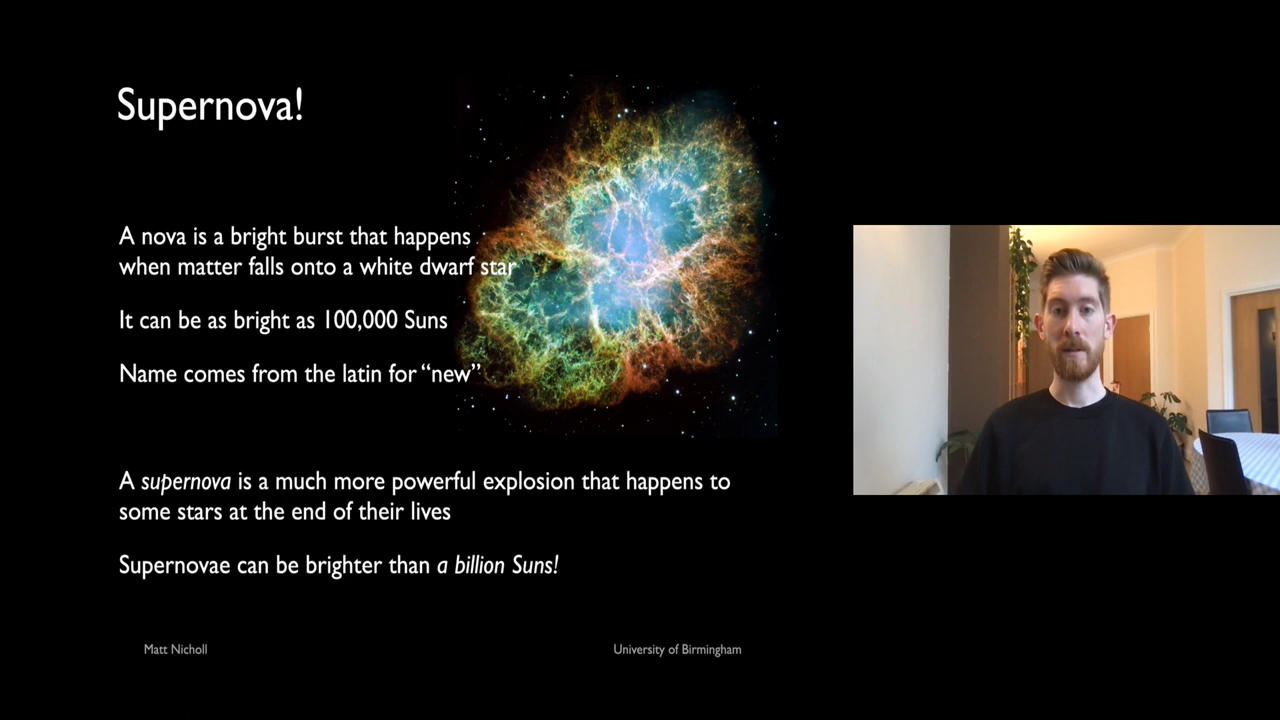 Supernova!
A nova is a bright burst that happens
when matter falls onto a white dwarf star
It can be as bright as 100,000 Suns
Name comes from the latin for “new”
A supernova is a much more powerful explosion that happens to
some stars at the end of their lives
Supernovae can be brighter than a billion Suns!
Matt Nicholl
University of Birmingham